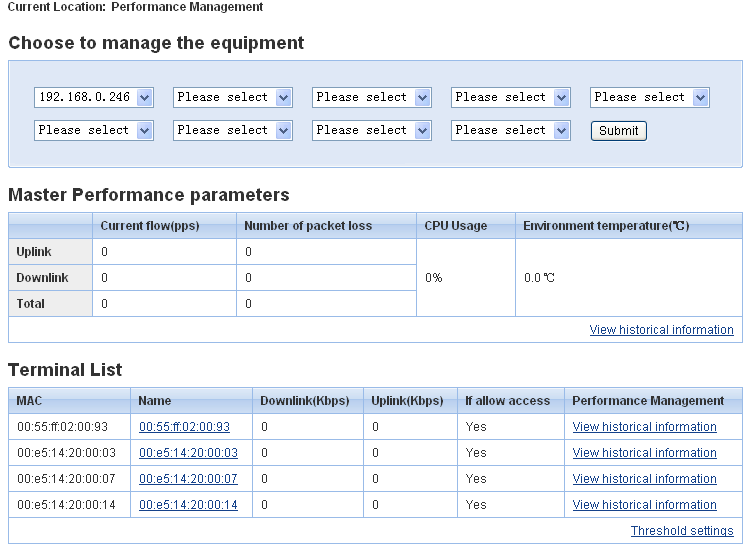 Current Location: Performance Management
Choose to manage the equipment
192.168.0.246 Please select Please select Please select Please select
Please select Please select Please select Please select Submit
Master Performance parameters
Current flow(pps) Number of packet loss CPU Usage Environment temperature(℃)
Uplink 0 0
Downlink 0 0 0% 0.0℃
Total 0 0
View historical information
Terminal List
MAC Name Downlink(Kbps) Uplink(Kbps) If allow access Performance Management
00:55:ff:02:00:93 00:55:ff:02:00:93 0 0 Yes View historical information
00:e5:14:20:00:03 00:e5:14:20:00:03 0 0 Yes View historical information
00:e5:14:20:00:07 00:e5:14:20:00:07 0 0 Yes View historical information
00:e5:14:20:00:14 00:e5:14:20:00:14 0 0 Yes View historical information
Threshold settings